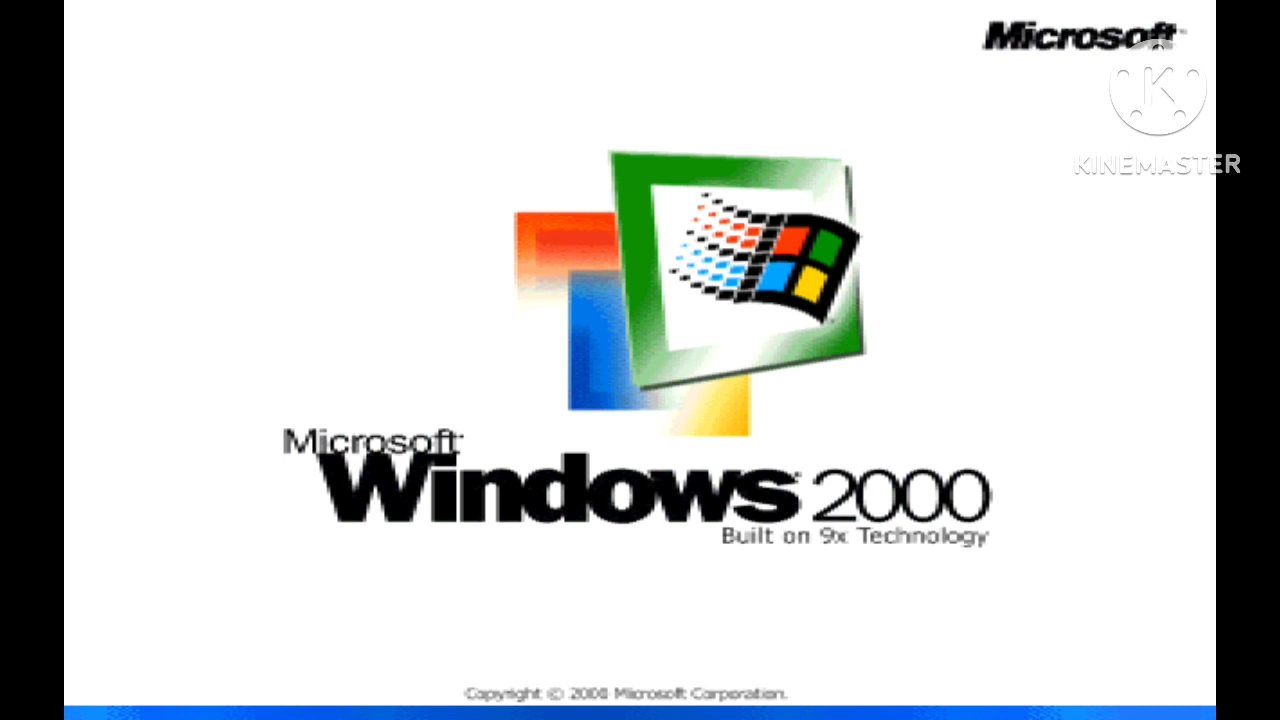 Microsoft
K
KINEMASTER
Microsoft
Windows 2000
Built on 9x Technology
Copyright © 2000 Microsoft Corporation.